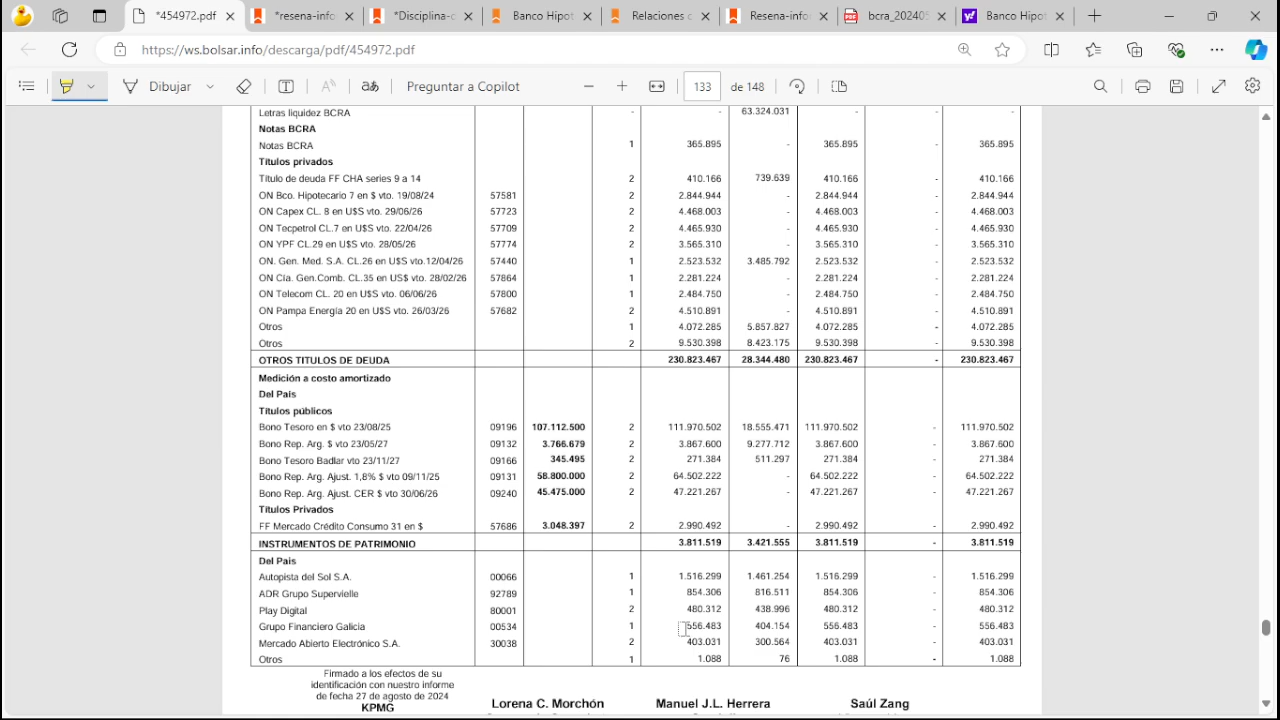 *454972.pdf
*resena-info
*Disciplina-c
Banco Hipot
Relaciones c
Resena-info
bcra_202405
Banco Hipot
https://ws.bolsar.info/descarga/pdf/454972.pdf
Dibujar
Preguntar a Copilot
133
de 148
Letras liquidez BCRA - - 63.324.031 - - -
Notas BCRA
Notas BCRA 1 365.895 - 365.895 - 365.895
Títulos privados
Título de deuda FF CHA series 9 a 14 2 410.166 739.639 410.166 - 410.166
ON Bco. Hipotecario 7 en $ vto. 19/08/24 57581 2 2.844.944 - 2.844.944 - 2.844.944
ON Capex CL. 8 en U$S vto. 29/06/26 57723 2 4.468.003 - 4.468.003 - 4.468.003
ON Tecpetrol CL.7 en U$S vto. 22/04/26 57709 2 4.465.930 - 4.465.930 - 4.465.930
ON YPF CL.29 en U$S vto. 28/05/26 57774 2 3.565.310 - 3.565.310 - 3.565.310
ON. Gen. Med. S.A. CL.26 en U$S vto.12/04/26 57440 1 2.523.532 3.485.792 2.523.532 - 2.523.532
ON Cía. Gen.Comb. CL.35 en US$ vto. 28/02/26 57864 1 2.281.224 - 2.281.224 - 2.281.224
ON Telecom CL. 20 en U$S vto. 06/06/26 57800 1 2.484.750 - 2.484.750 - 2.484.750
ON Pampa Energía 20 en U$S vto. 26/03/26 57682 2 4.510.891 - 4.510.891 - 4.510.891
Otros 1 4.072.285 5.857.827 4.072.285 - 4.072.285
Otros 2 9.530.398 8.423.175 9.530.398 - 9.530.398
OTROS TITULOS DE DEUDA 230.823.467 28.344.480 230.823.467 - 230.823.467
Medición a costo amortizado
Del País
Títulos públicos
Bono Tesoro en $ vto 23/08/25 09196 107.112.500 2 111.970.502 18.555.471 111.970.502 - 111.970.502
Bono Rep. Arg. $ vto 23/05/27 09132 3.766.679 2 3.867.600 9.277.712 3.867.600 - 3.867.600
Bono Tesoro Badlar vto 23/11/27 09166 345.495 2 271.384 511.297 271.384 - 271.384
Bono Rep. Arg. Ajust. 1,8% $ vto 09/11/25 09131 58.800.000 2 64.502.222 - 64.502.222 - 64.502.222
Bono Rep. Arg. Ajust. CER $ vto 30/06/26 09240 45.475.000 2 47.221.267 - 47.221.267 - 47.221.267
Títulos Privados
FF Mercado Crédito Consumo 31 en $ 57686 3.048.397 2 2.990.492 - 2.990.492 - 2.990.492
INSTRUMENTOS DE PATRIMONIO 3.811.519 3.421.555 3.811.519 - 3.811.519
Del País
Autopista del Sol S.A. 00066 1 1.516.299 1.461.254 1.516.299 - 1.516.299
ADR Grupo Supervielle 92789 1 854.306 816.511 854.306 - 854.306
Play Digital 80001 2 480.312 438.996 480.312 - 480.312
Grupo Financiero Galicia 00534 1 556.483 404.154 556.483 - 556.483
Mercado Abierto Electrónico S.A. 30038 2 403.031 300.564 403.031 - 403.031
Otros 1 1.088 76 1.088 - 1.088
Firmado a los efectos de su
identificación con nuestro informe
de fecha 27 de agosto de 2024
KPMG
Lorena C. Morchón
Manuel J.L. Herrera
Saúl Zang